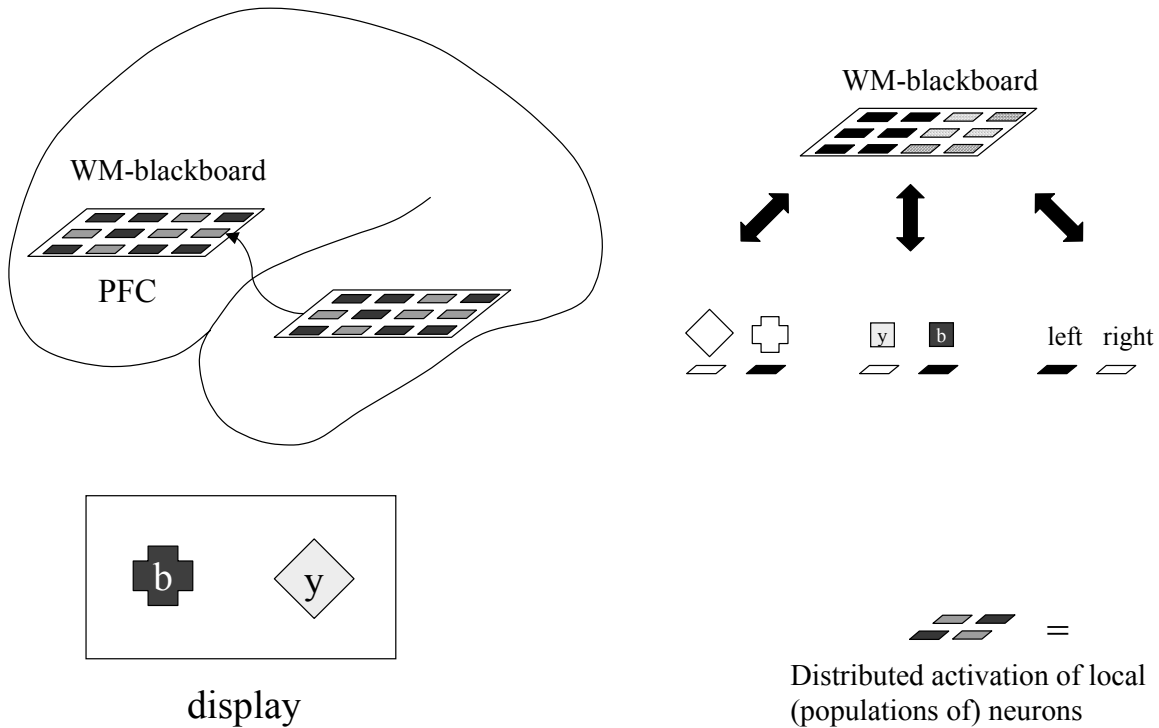 WM-blackboard
PFC
b
y
display
WM-blackboard
y b
left right
=
Distributed activation of local
(populations of) neurons